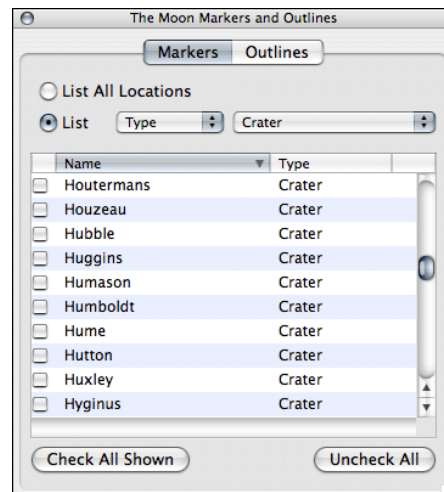 The Moon Markers and Outlines
Markers Outlines
List All Locations
List Type Crater
Name Type
Houtermans Crater
Houzeau Crater
Hubble Crater
Huggins Crater
Humason Crater
Humboldt Crater
Hume Crater
Hutton Crater
Huxley Crater
Hyginus Crater
Check All Shown Uncheck All